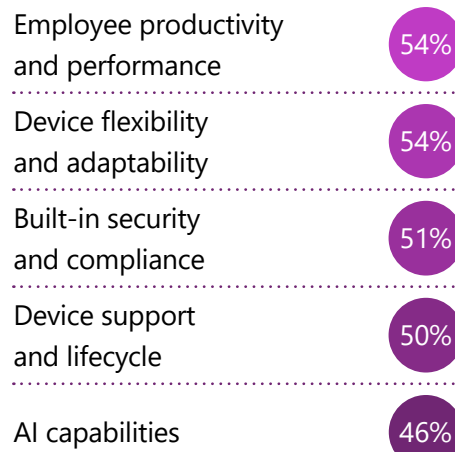 Employee productivity
and performance
54%
Device flexibility
and adaptability
54%
Built-in security
and compliance
51%
Device support
and lifecycle
50%
AI capabilities
46%